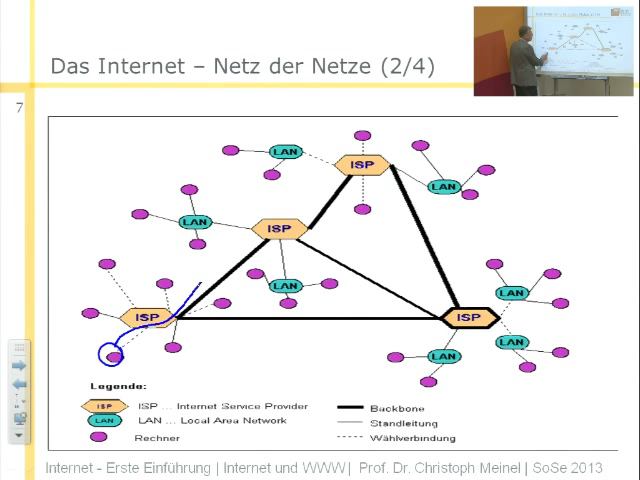 Das Internet – Netz der Netze (2/4)
7
LAN
ISP
LAN
LAN
ISP
LAN
LAN
ISP
ISP
LAN
LAN
Legende:
ISP ISP ... Internet Service Provider Backbone
LAN LAN ... Local Area Network Standleitung
Rechner Wählverbindung
Internet - Erste Einführung | Internet und WWW | Prof. Dr. Christoph Meinel | SoSe 2013